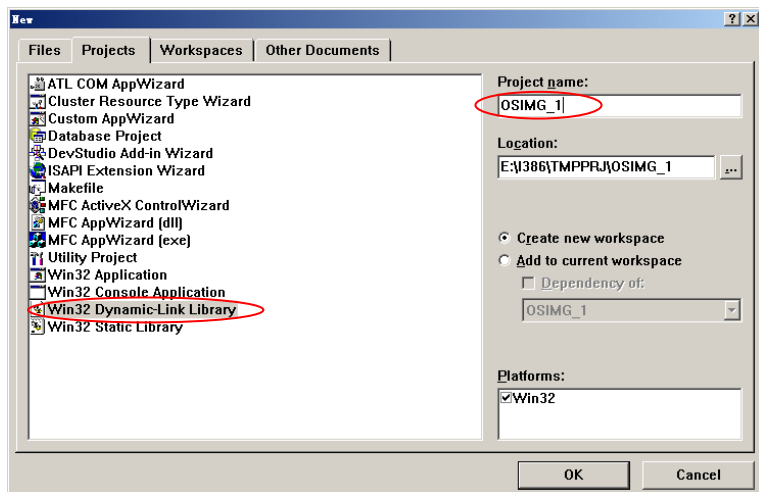 New
Files Projects Workspaces Other Documents
ATL COM AppWizard
Cluster Resource Type Wizard
Custom AppWizard
Database Project
DevStudio Add-in Wizard
ISAPI Extension Wizard
Makefile
MFC ActiveX ControlWizard
MFC AppWizard (dll)
MFC AppWizard (exe)
Utility Project
Win32 Application
Win32 Console Application
Win32 Dynamic-Link Library
Win32 Static Library
Project name:
OSIMG_1
Location:
E:\I386\TMPPRJ\OSIMG_1
...
Create new workspace
Add to current workspace
Dependency of:
OSIMG_1
Platforms:
Win32
OK Cancel